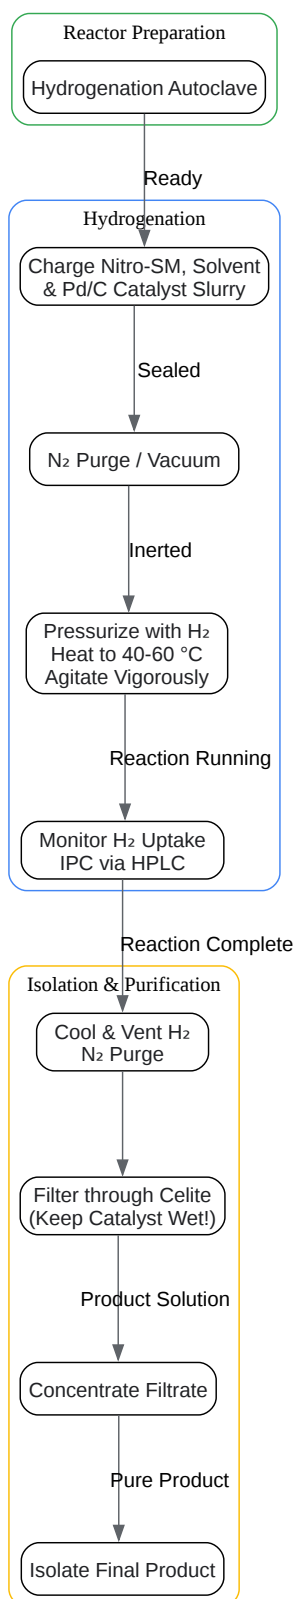 Reactor Preparation
Hydrogenation Autoclave
Ready
Hydrogenation
Charge Nitro-SM, Solvent
& Pd/C Catalyst Slurry
Sealed
N₂ Purge / Vacuum
Inerted
Pressurize with H₂
Heat to 40-60 °C
Agitate Vigorously
Reaction Running
Monitor H₂ Uptake
IPC via HPLC
Reaction Complete
Isolation & Purification
Cool & Vent H₂
N₂ Purge
Filter through Celite
(Keep Catalyst Wet!)
Product Solution
Concentrate Filtrate
Pure Product
Isolate Final Product